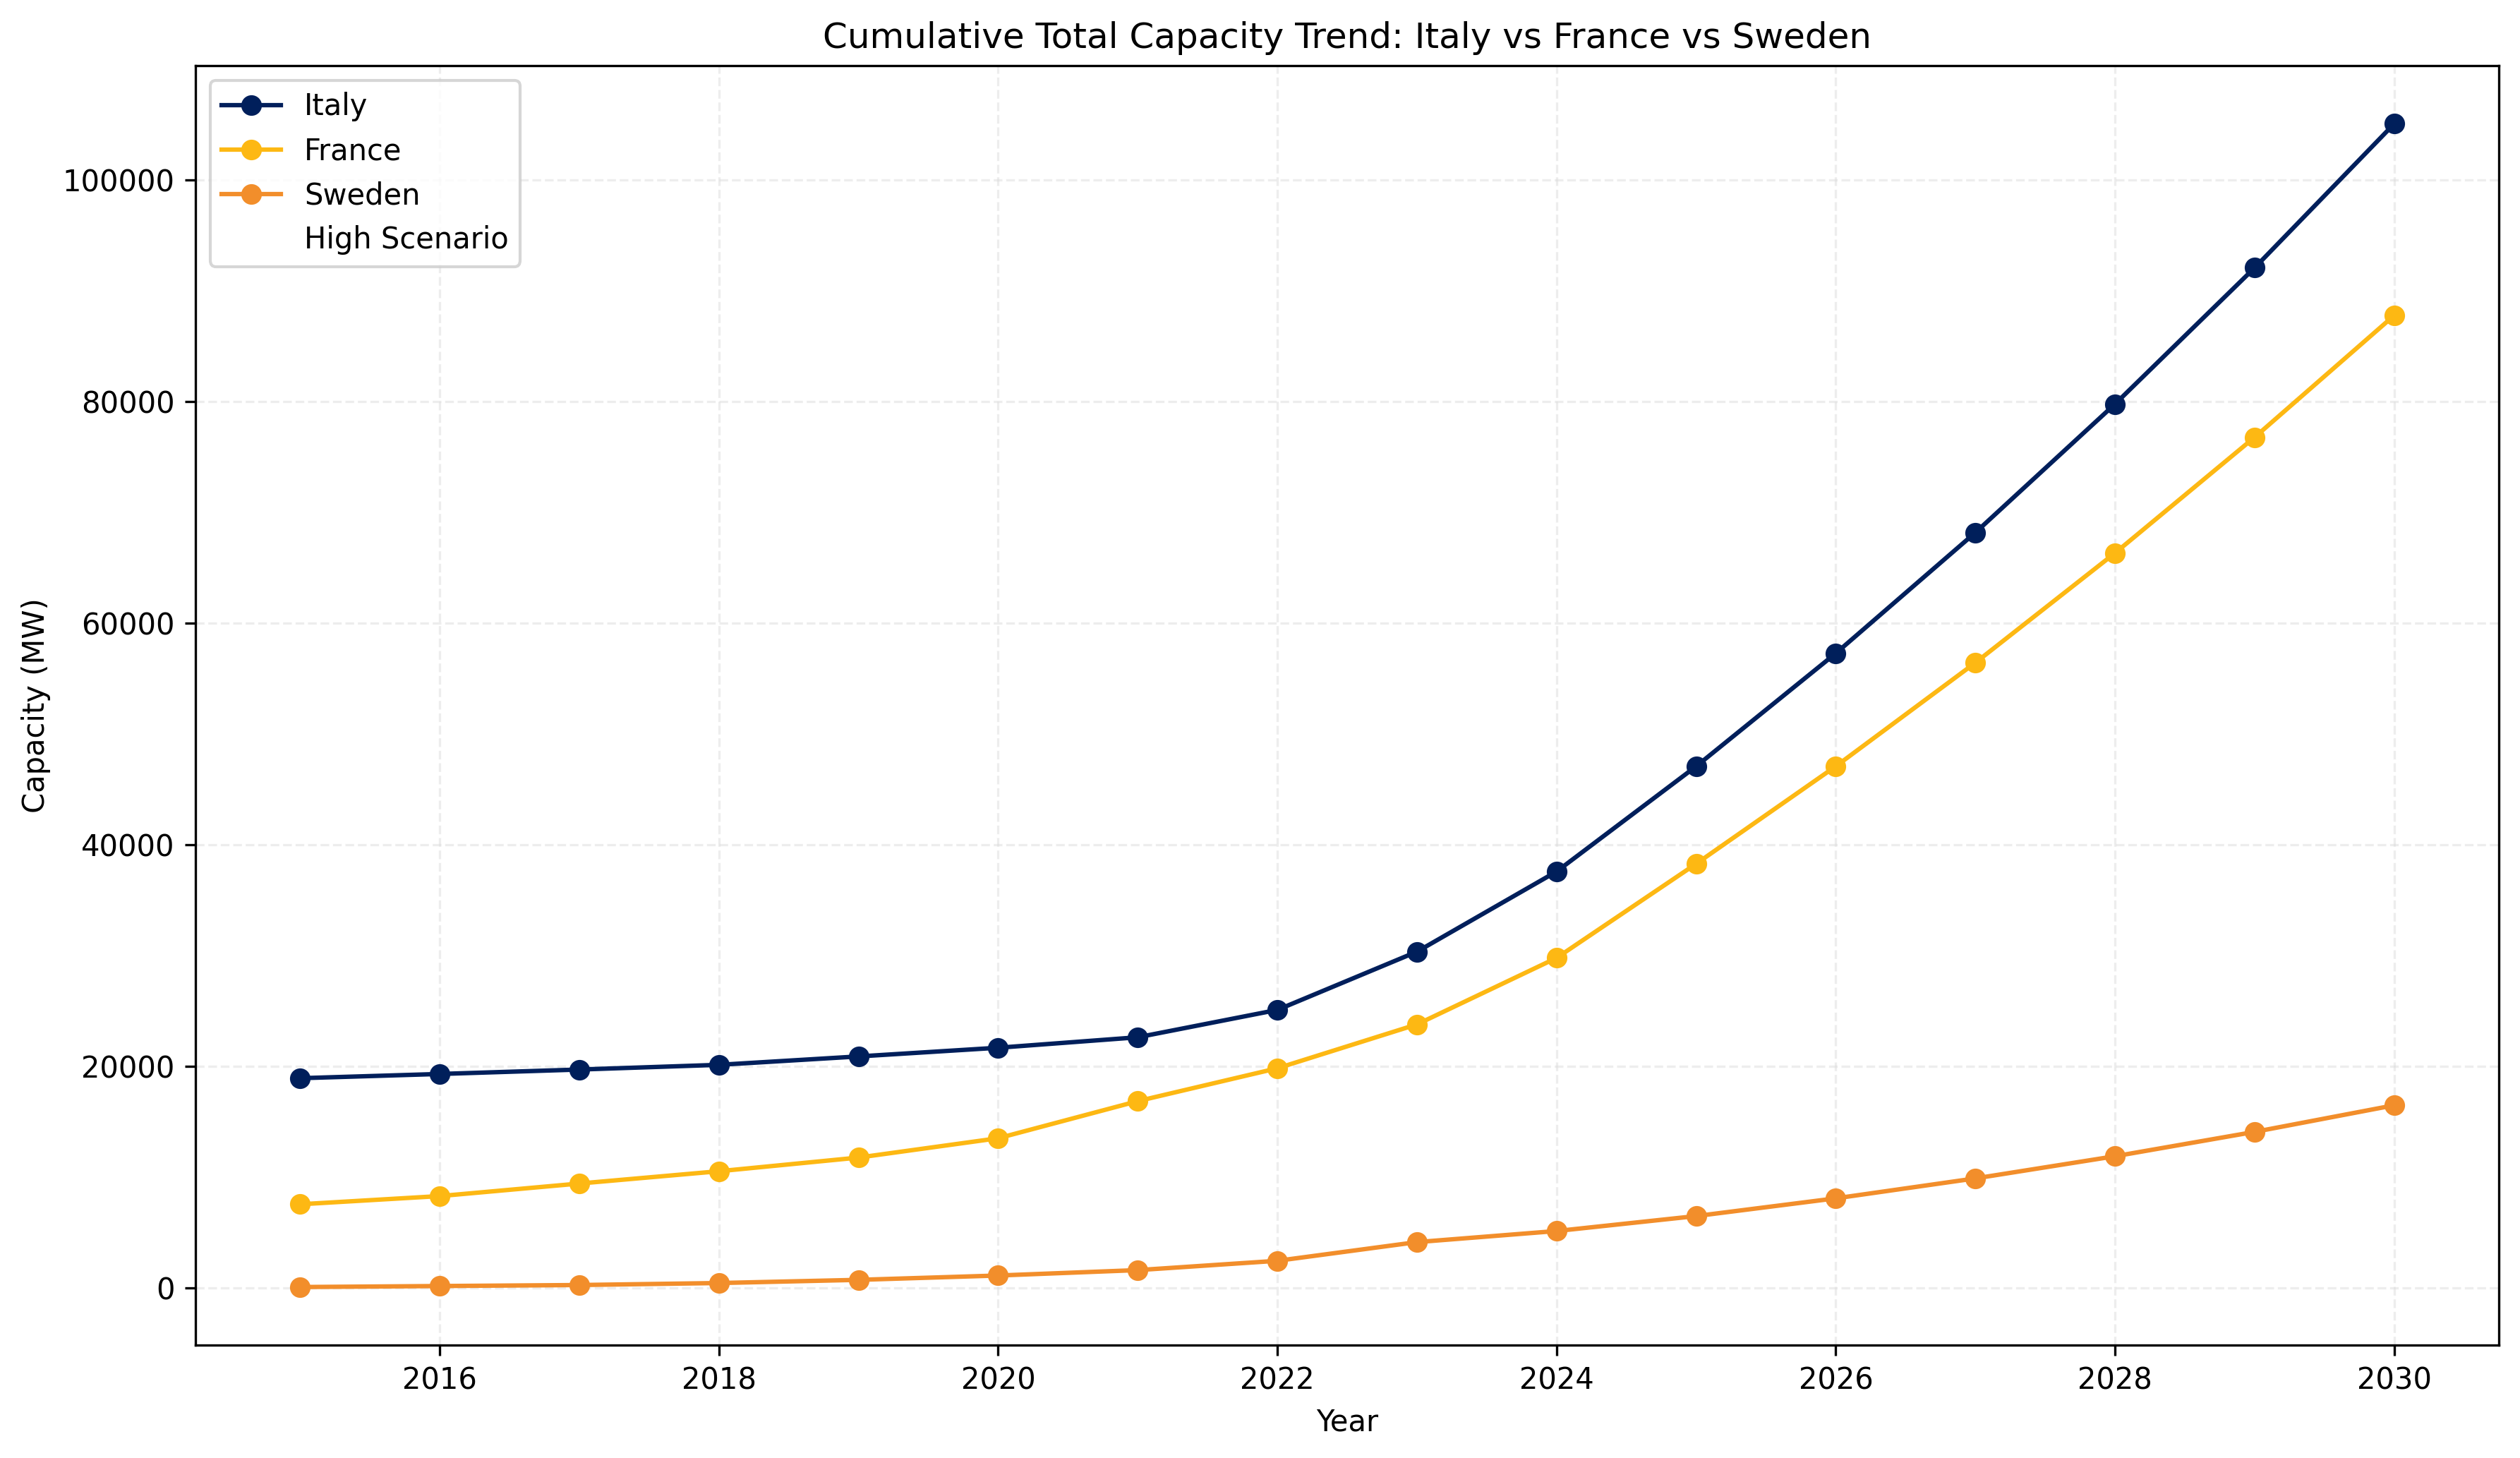 Cumulative Total Capacity Trend: Italy vs France vs Sweden
Italy
France
Sweden
High Scenario
Capacity (MW)
100000
80000
60000
40000
20000
0
2016 2018 2020 2022 2024 2026 2028 2030
Year